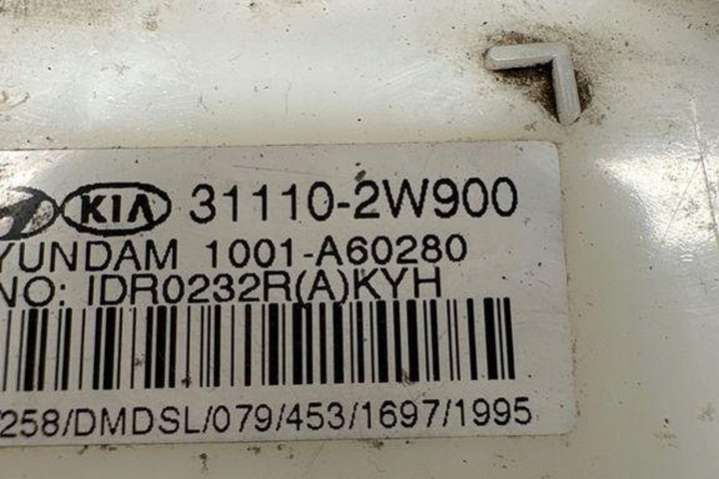 KIA 31110-2W900
YUNDAM 1001-A60280
NO: IDR0232R(A)KYH
/258/DMDSL/079/453/1697/1995